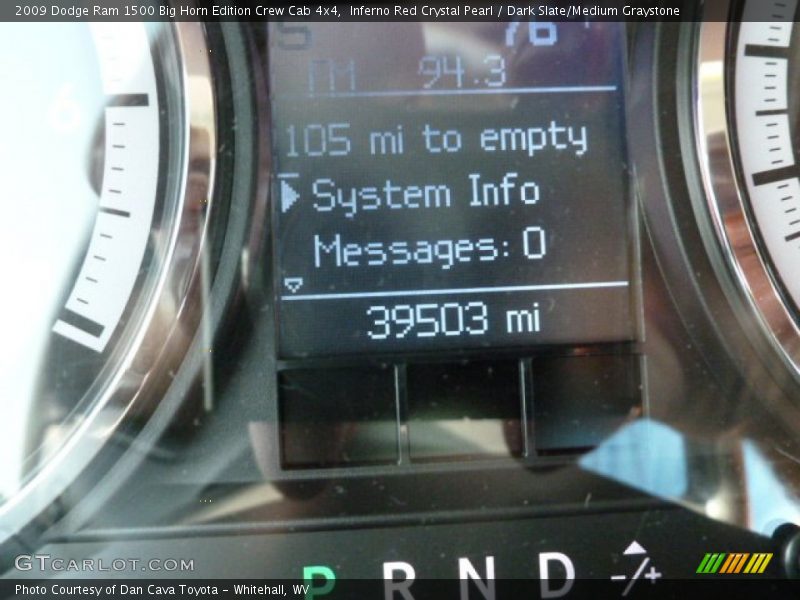 2009 Dodge Ram 1500 Big Horn Edition Crew Cab 4x4, Inferno Red Crystal Pearl / Dark Slate/Medium Graystone
S 76
FM 94.3
105 mi to empty
System Info
Messages: 0
39503 mi
6
P R N D -/+
GTCARLOT.COM
Photo Courtesy of Dan Cava Toyota - Whitehall, WV